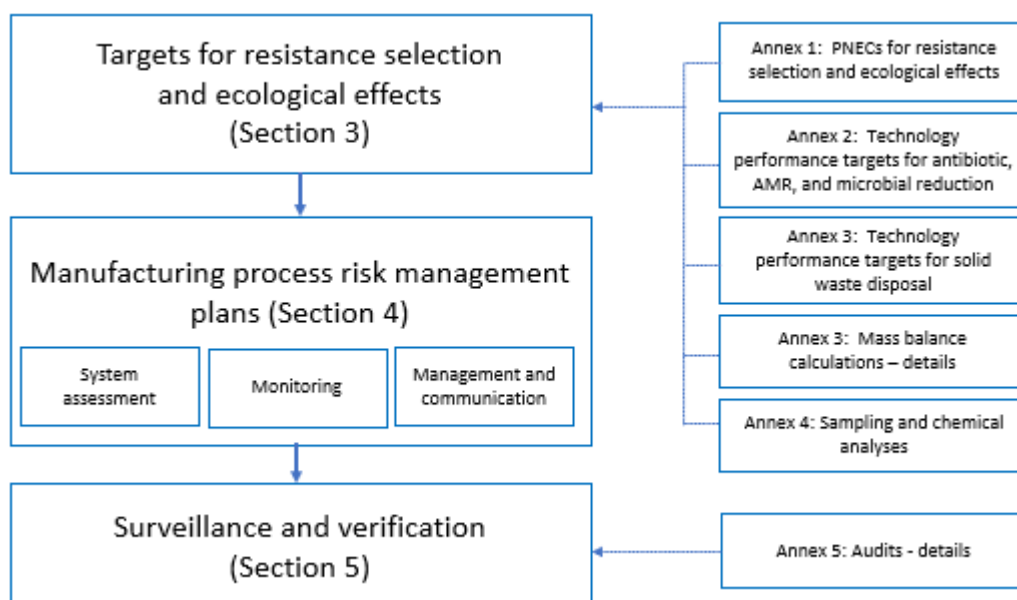 Targets for resistance selection
and ecological effects
(Section 3)
Manufacturing process risk management
plans (Section 4)
System
assessment
Monitoring
Management and
communication
Surveillance and verification
(Section 5)
Annex 1: PNECs for resistance
selection and ecological effects
Annex 2: Technology
performance targets for antibiotic,
AMR, and microbial reduction
Annex 3: Technology
performance targets for solid
waste disposal
Annex 3: Mass balance
calculations – details
Annex 4: Sampling and chemical
analyses
Annex 5: Audits - details